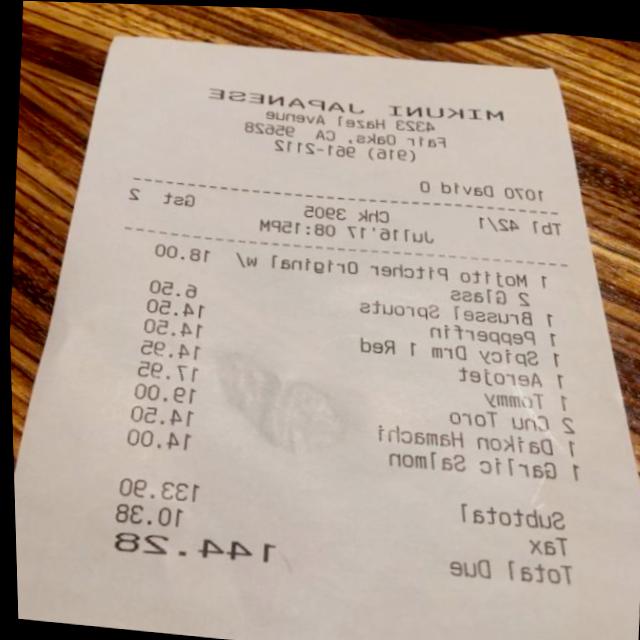 MIKUNI JAPANESE
4323 Hazel Avenue
Fair Oaks, CA 95628
(916) 961-2112
1070 David O
Tbl 42/1 Chk 3905 Gst 2
Jul16'17 08:15PM
1 Mojito Pitcher Original w/ 18.00
2 Glass
1 Brussel Sprouts 6.50
1 Pepperfin 14.50
1 Spicy Drm 1 Red 14.50
1 Aerojet 14.95
1 Tommy 17.95
2 Chu Toro 19.00
1 Daikon Hamachi 14.50
1 Garlic Salmon 14.00
Subtotal 133.90
Tax 10.38
Total Due 144.28